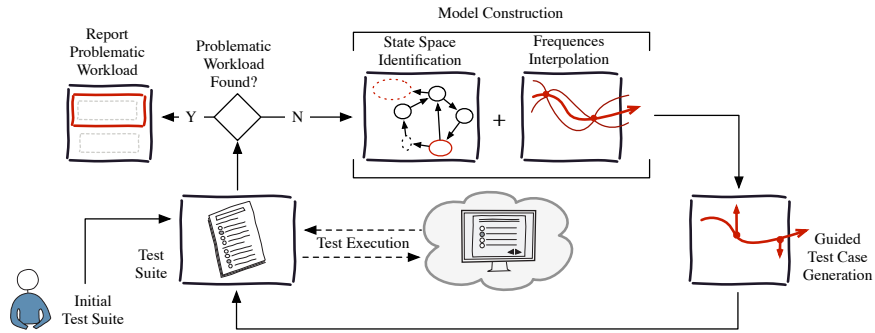 Model Construction
Report
Problematic
Workload
Problematic
Workload
Found?
State Space
Identification
Frequences
Interpolation
Y
N
+
Test
Suite
Test Execution
Guided
Test Case
Generation
Initial
Test Suite